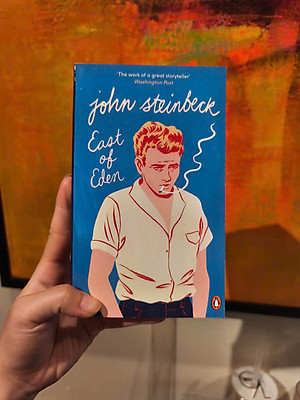 'The work of a great storyteller'
Washington Post
john steinbeck
East
of
Eden